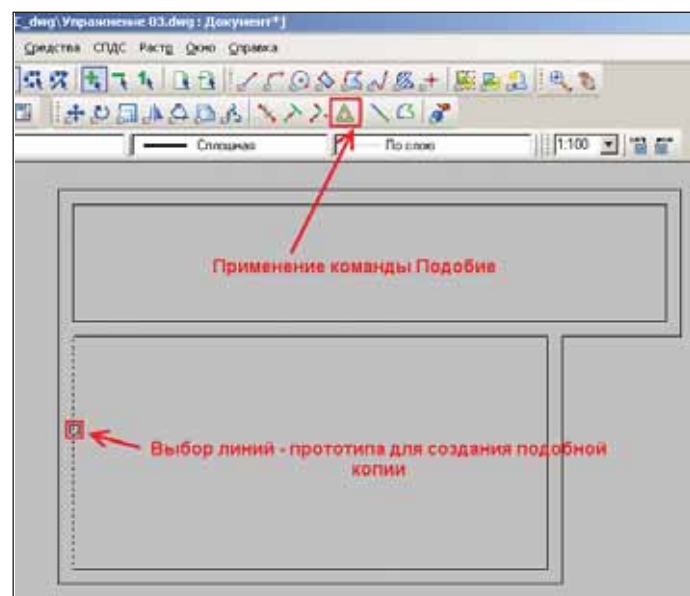 C_dwg\Упражнение 03.dwg : Документ*]
Средства СПДС Растр Окно Справка
Сплошная По слою 1:100
Применение команды Подобие
Выбор линий - прототипа для создания подобной
копии